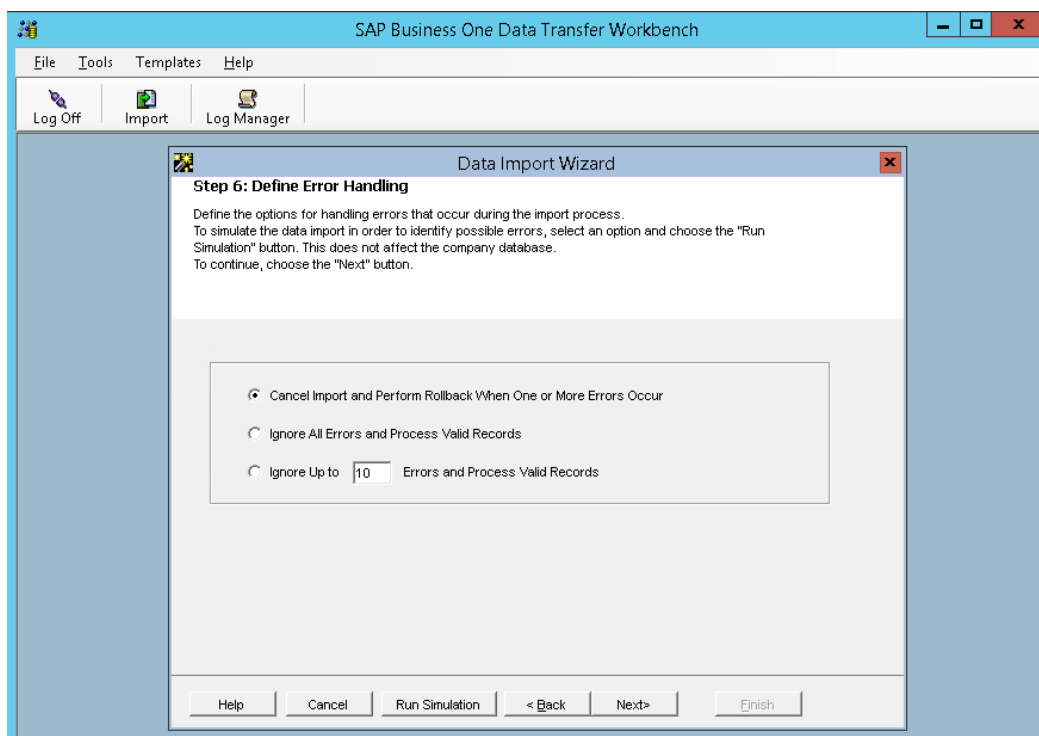 SAP Business One Data Transfer Workbench
File Tools Templates Help
Log Off Import Log Manager
Data Import Wizard
Step 6: Define Error Handling
Define the options for handling errors that occur during the import process.
To simulate the data import in order to identify possible errors, select an option and choose the "Run
Simulation" button. This does not affect the company database.
To continue, choose the "Next" button.
Cancel Import and Perform Rollback When One or More Errors Occur
Ignore All Errors and Process Valid Records
Ignore Up to 10 Errors and Process Valid Records
Help Cancel Run Simulation < Back Next> Finish